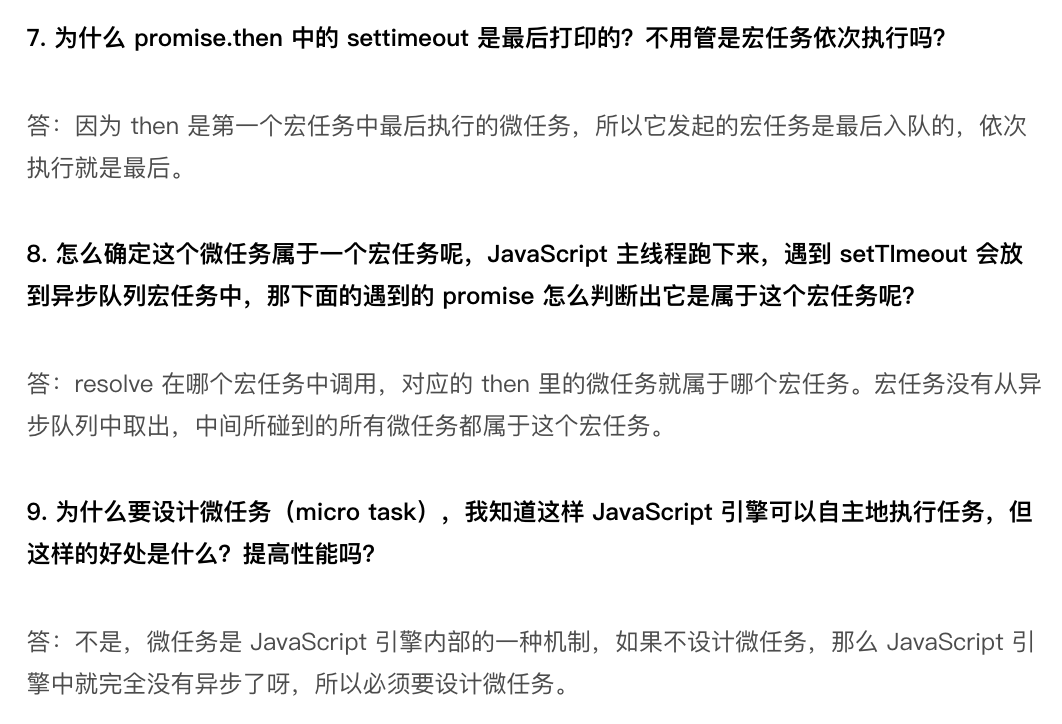 7. 为什么 promise.then 中的 settimeout 是最后打印的？不用管是宏任务依次执行吗？
答：因为 then 是第一个宏任务中最后执行的微任务，所以它发起的宏任务是最后入队的，依次
执行就是最后。
8. 怎么确定这个微任务属于一个宏任务呢，JavaScript 主线程跑下来，遇到 setTImeout 会放
到异步队列宏任务中，那下面的遇到的 promise 怎么判断出它是属于这个宏任务呢？
答：resolve 在哪个宏任务中调用，对应的 then 里的微任务就属于哪个宏任务。宏任务没有从异
步队列中取出，中间所碰到的所有微任务都属于这个宏任务。
9. 为什么要设计微任务（micro task），我知道这样 JavaScript 引擎可以自主地执行任务，但
这样的好处是什么？提高性能吗？
答：不是，微任务是 JavaScript 引擎内部的一种机制，如果不设计微任务，那么 JavaScript 引
擎中就完全没有异步了呀，所以必须要设计微任务。